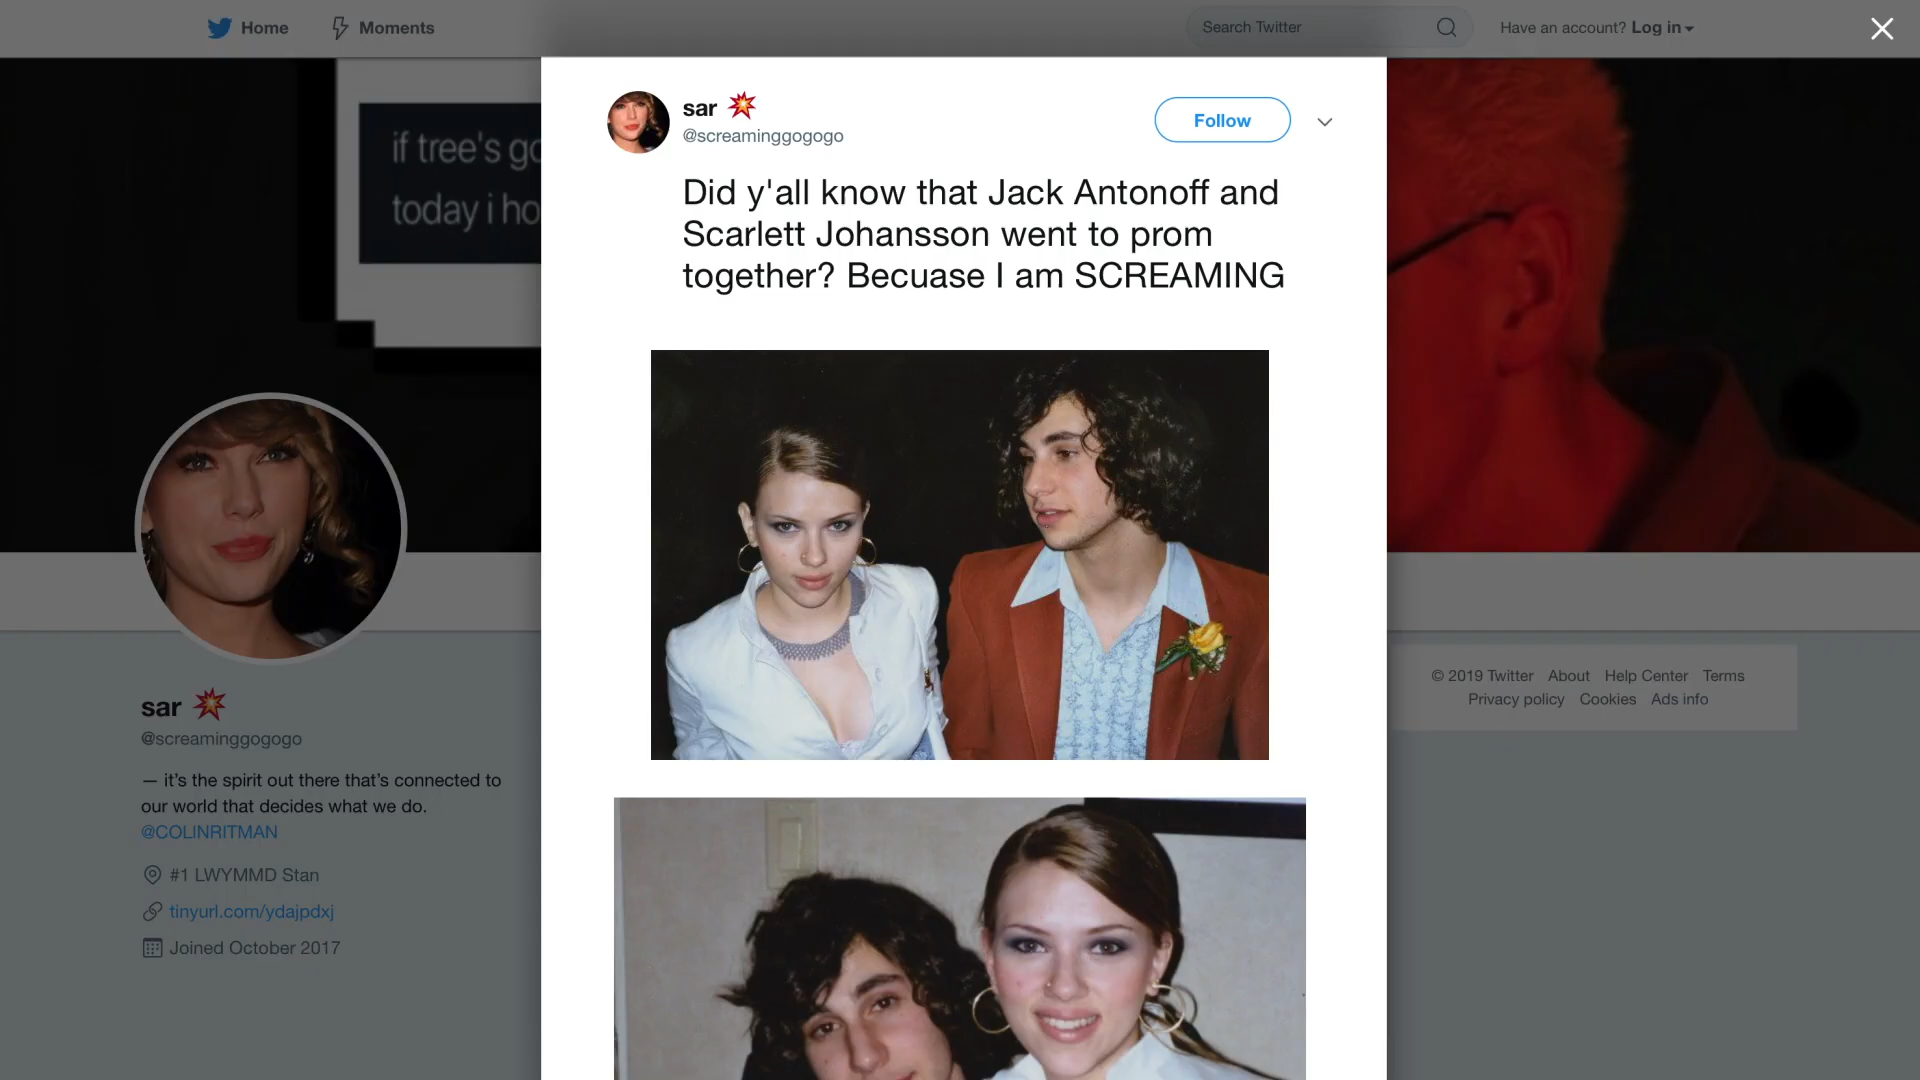 Home
Moments
Search Twitter
Have an account? Log in
if tree's go
today i ho
sar
@screaminggogogo
Follow
Did y'all know that Jack Antonoff and
Scarlett Johansson went to prom
together? Becuase I am SCREAMING
sar
@screaminggogogo
— it's the spirit out there that's connected to
our world that decides what we do.
@COLINRITMAN
#1 LWYMMD Stan
tinyurl.com/ydajpdxj
Joined October 2017
© 2019 Twitter About Help Center Terms
Privacy policy Cookies Ads info